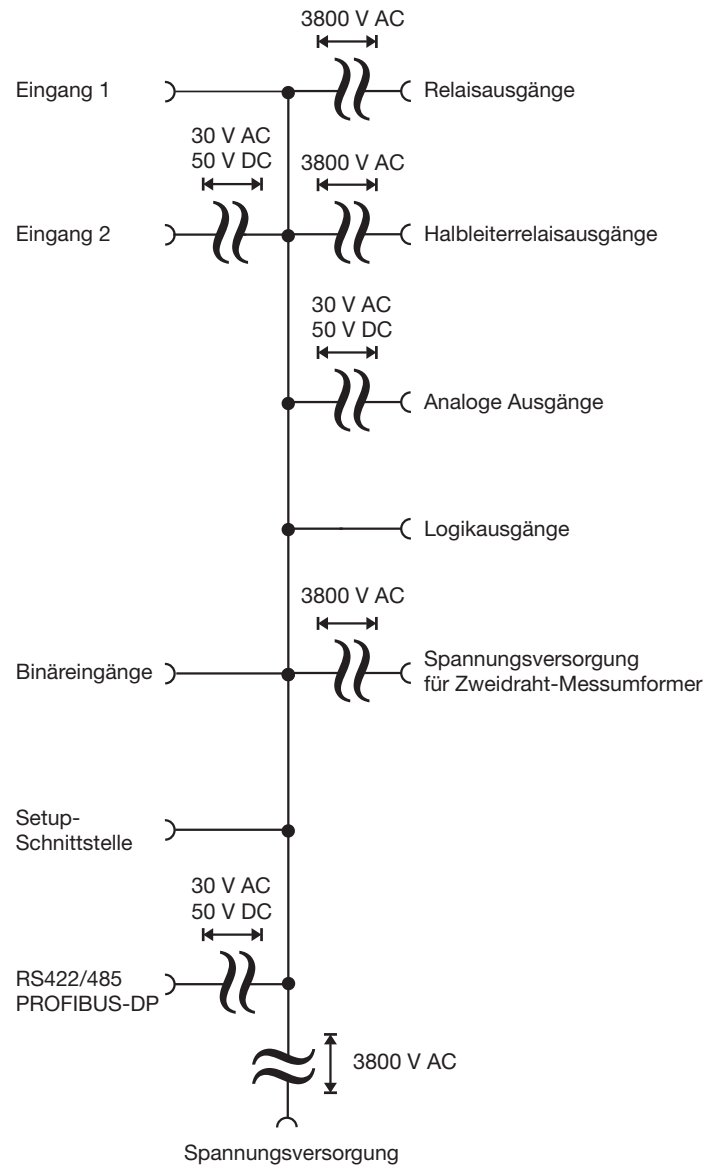 3800 V AC
Eingang 1
Relaisausgänge
30 V AC
50 V DC
3800 V AC
Eingang 2
Halbleiterrelaisausgänge
30 V AC
50 V DC
Analoge Ausgänge
Logikausgänge
3800 V AC
Binäreingänge
Spannungsversorgung
für Zweidraht-Messumformer
Setup-
Schnittstelle
30 V AC
50 V DC
RS422/485
PROFIBUS-DP
3800 V AC
Spannungsversorgung